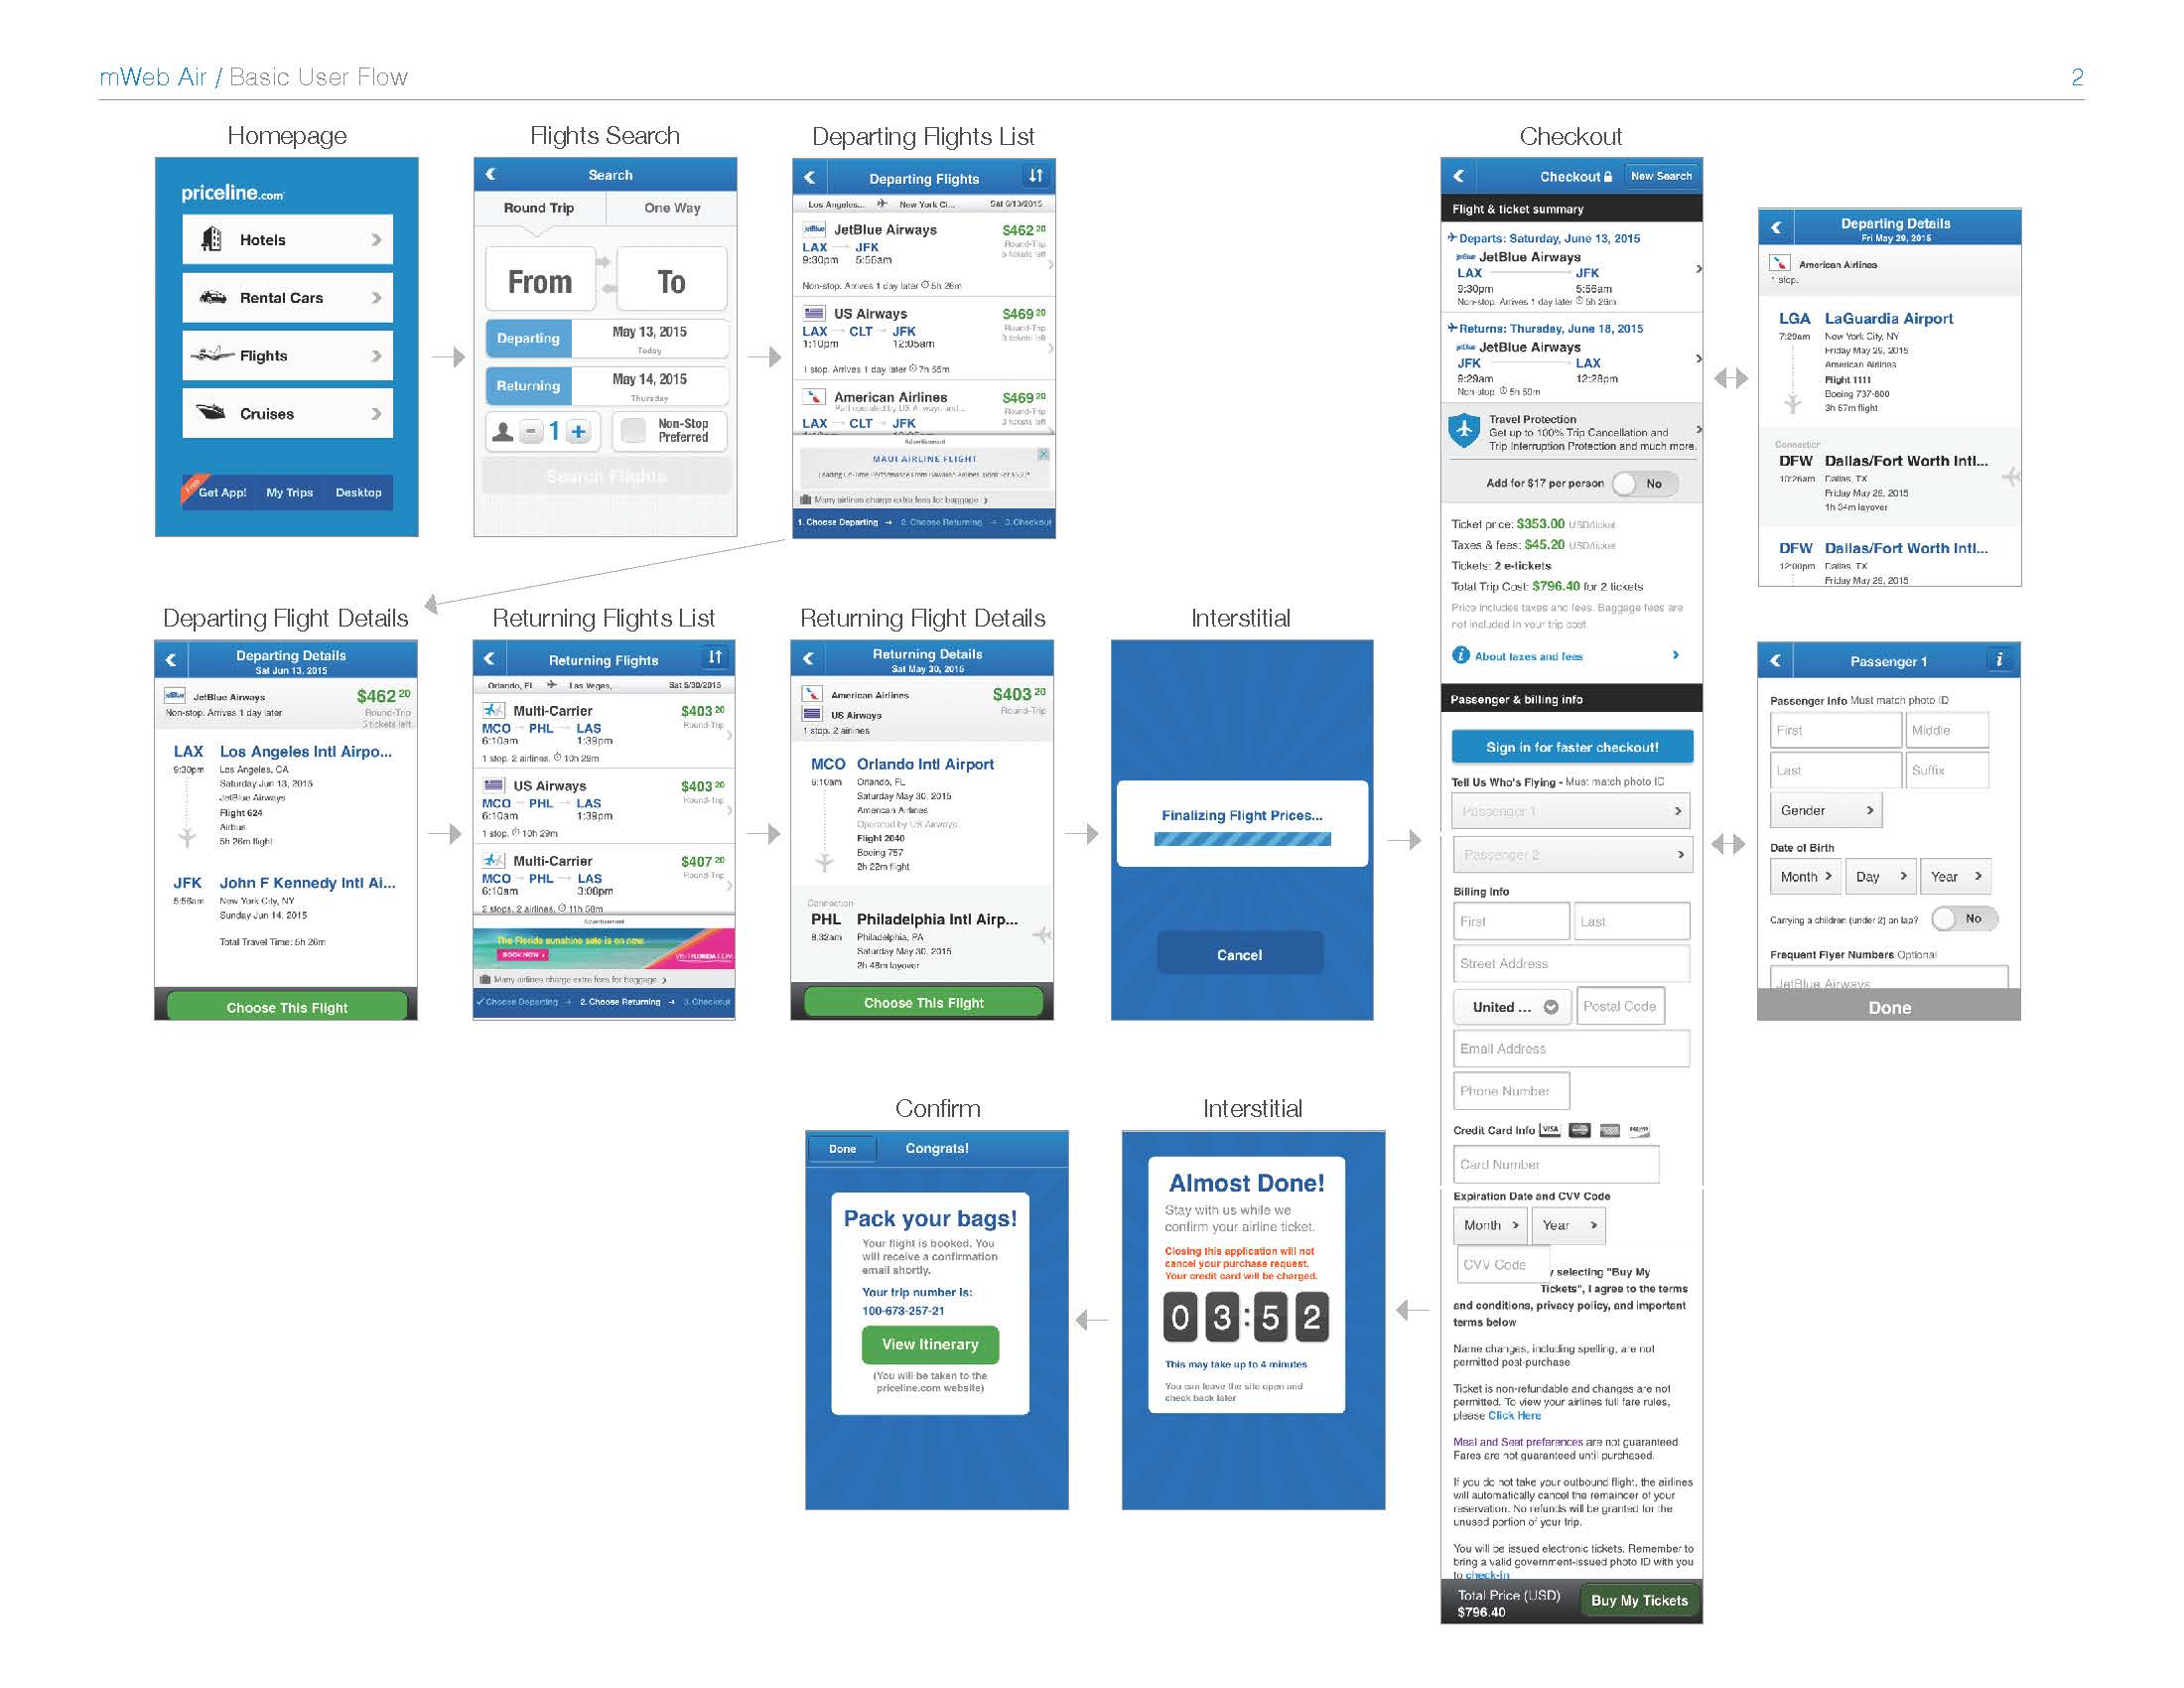 mWeb Air / Basic User Flow
2
Homepage
priceline.com
Hotels
Rental Cars
Flights
Cruises
Free
Get App! My Trips Desktop
Flights Search
Search
Round Trip One Way
From To
Departing May 13, 2015
Today
Returning May 14, 2015
Thursday
- 1 + Non-Stop
Preferred
Search Flights
Departing Flights List
Departing Flights
Los Angeles... New York Ci... Sat 6/13/2015
jetBlue JetBlue Airways $462 20
LAX JFK Round-Trip
9:30pm 5:56am 5 tickets left
Non-stop. Arrives 1 day later 5h 26m
US Airways $469 20
LAX CLT JFK Round-Trip
1:10pm 12:05am 3 tickets left
1 stop. Arrives 1 day later 7h 55m
American Airlines $469 20
Part operated by US Airways and... Round-Trip
LAX CLT JFK 3 tickets left
Advertisement
MAUI AIRLINE FLIGHT
Many airlines charge extra fees for baggage
1. Choose Departing → 2. Choose Returning → 3. Checkout
Departing Flight Details
Departing Details
Sat Jun 13, 2015
jetBlue JetBlue Airways $462 20
Non-stop. Arrives 1 day later Round-Trip
5 tickets left
LAX Los Angeles Intl Airpo...
9:30pm Los Angeles, CA
Saturday Jun 13, 2015
JetBlue Airways
Flight 624
Airbus
5h 26m flight
JFK John F Kennedy Intl Ai...
5:56am New York City, NY
Sunday Jun 14, 2015
Total Travel Time: 5h 26m
Choose This Flight
Returning Flights List
Returning Flights
Orlando, FL Las Vegas, Sat 5/30/2015
Multi-Carrier $403 20
MCO PHL LAS Round-Trip
6:10am 1:39pm
1 stop, 2 airlines, 10h 29m
US Airways $403 20
MCO PHL LAS Round-Trip
6:10am 1:39pm
1 stop. 10h 29m
Multi-Carrier $407 20
MCO PHL LAS Round-Trip
6:10am 3:08pm
2 stops, 2 airlines, 11h 58m
Advertisement
The Florida sunshine sale is on now.
BOOK NOW
VISITFLORIDA.COM
Many airlines charge extra fees for baggage
Choose Departing → 2. Choose Returning → 3. Checkout
Returning Flight Details
Returning Details
Sat May 30, 2015
American Airlines $403 20
US Airways Round-Trip
1 stop. 2 airlines
MCO Orlando Intl Airport
6:10am Orlando, FL
Saturday May 30, 2015
American Airlines
Operated by US Airways
Flight 2040
Boeing 757
2h 22m flight
Connection
PHL Philadelphia Intl Airp...
8:32am Philadelphia, PA
Saturday May 30, 2015
2h 48m layover
Choose This Flight
Interstitial
Finalizing Flight Prices...
Cancel
Checkout
Checkout New Search
Flight & ticket summary
Departs: Saturday, June 13, 2015
jetBlue JetBlue Airways
LAX JFK
9:30pm 5:56am
Non-stop. Arrives 1 day later 5h 26m
Returns: Thursday, June 18, 2015
jetBlue JetBlue Airways
JFK LAX
9:29am 12:28pm
Non-stop. 5h 59m
Travel Protection
Get up to 100% Trip Cancellation and
Trip Interruption Protection and much more.
Add for $17 per person No
Ticket price: $353.00 USD/ticket
Taxes & fees: $45.20 USD/ticket
Tickets: 2 e-tickets
Total Trip Cost: $796.40 for 2 tickets
Price includes taxes and fees. Baggage fees are
not included in your trip cost
i About taxes and fees
Passenger & billing info
Sign in for faster checkout!
Tell Us Who's Flying - Must match photo ID
Passenger 1
Passenger 2
Billing Info
First Last
Street Address
United ... Postal Code
Email Address
Phone Number
Credit Card Info VISA
Card Number
Expiration Date and CVV Code
Month Year
CVV Code
y selecting "Buy My
Tickets", I agree to the terms
and conditions, privacy policy, and important
terms below
Name changes, including spelling, are not
permitted post-purchase.
Ticket is non-refundable and changes are not
permitted. To view your airlines full fare rules,
please Click Here
Meal and Seat preferences are not guaranteed
Fares are not guaranteed until purchased.
If you do not take your outbound flight, the airlines
will automatically cancel the remainder of your
reservation. No refunds will be granted for the
unused portion of your trip.
You will be issued electronic tickets. Remember to
bring a valid government-issued photo ID with you
to check-in
Total Price (USD)
$796.40
Buy My Tickets
Departing Details
Fri May 29, 2015
American Airlines
1 stop.
LGA LaGuardia Airport
7:29am New York City, NY
Friday May 29, 2015
American Airlines
Flight 1111
Boeing 737-800
3h 57m flight
Connection
DFW Dallas/Fort Worth Intl...
10:26am Dallas, TX
Friday May 29, 2015
1h 34m layover
DFW Dallas/Fort Worth Intl...
12:00pm Dallas, TX
Friday May 29, 2015
Passenger 1 i
Passenger Info Must match photo ID
First Middle
Last Suffix
Gender
Date of Birth
Month Day Year
Carrying a children (under 2) on lap? No
Frequent Flyer Numbers Optional
JetBlue Airways
Done
Confirm
Done Congrats!
Pack your bags!
Your flight is booked. You
will receive a confirmation
email shortly.
Your trip number is:
100-673-257-21
View Itinerary
(You will be taken to the
priceline.com website)
Interstitial
Almost Done!
Stay with us while we
confirm your airline ticket.
Closing this application will not
cancel your purchase request.
Your credit card will be charged.
03:52
This may take up to 4 minutes
You can leave the site open and
check back later